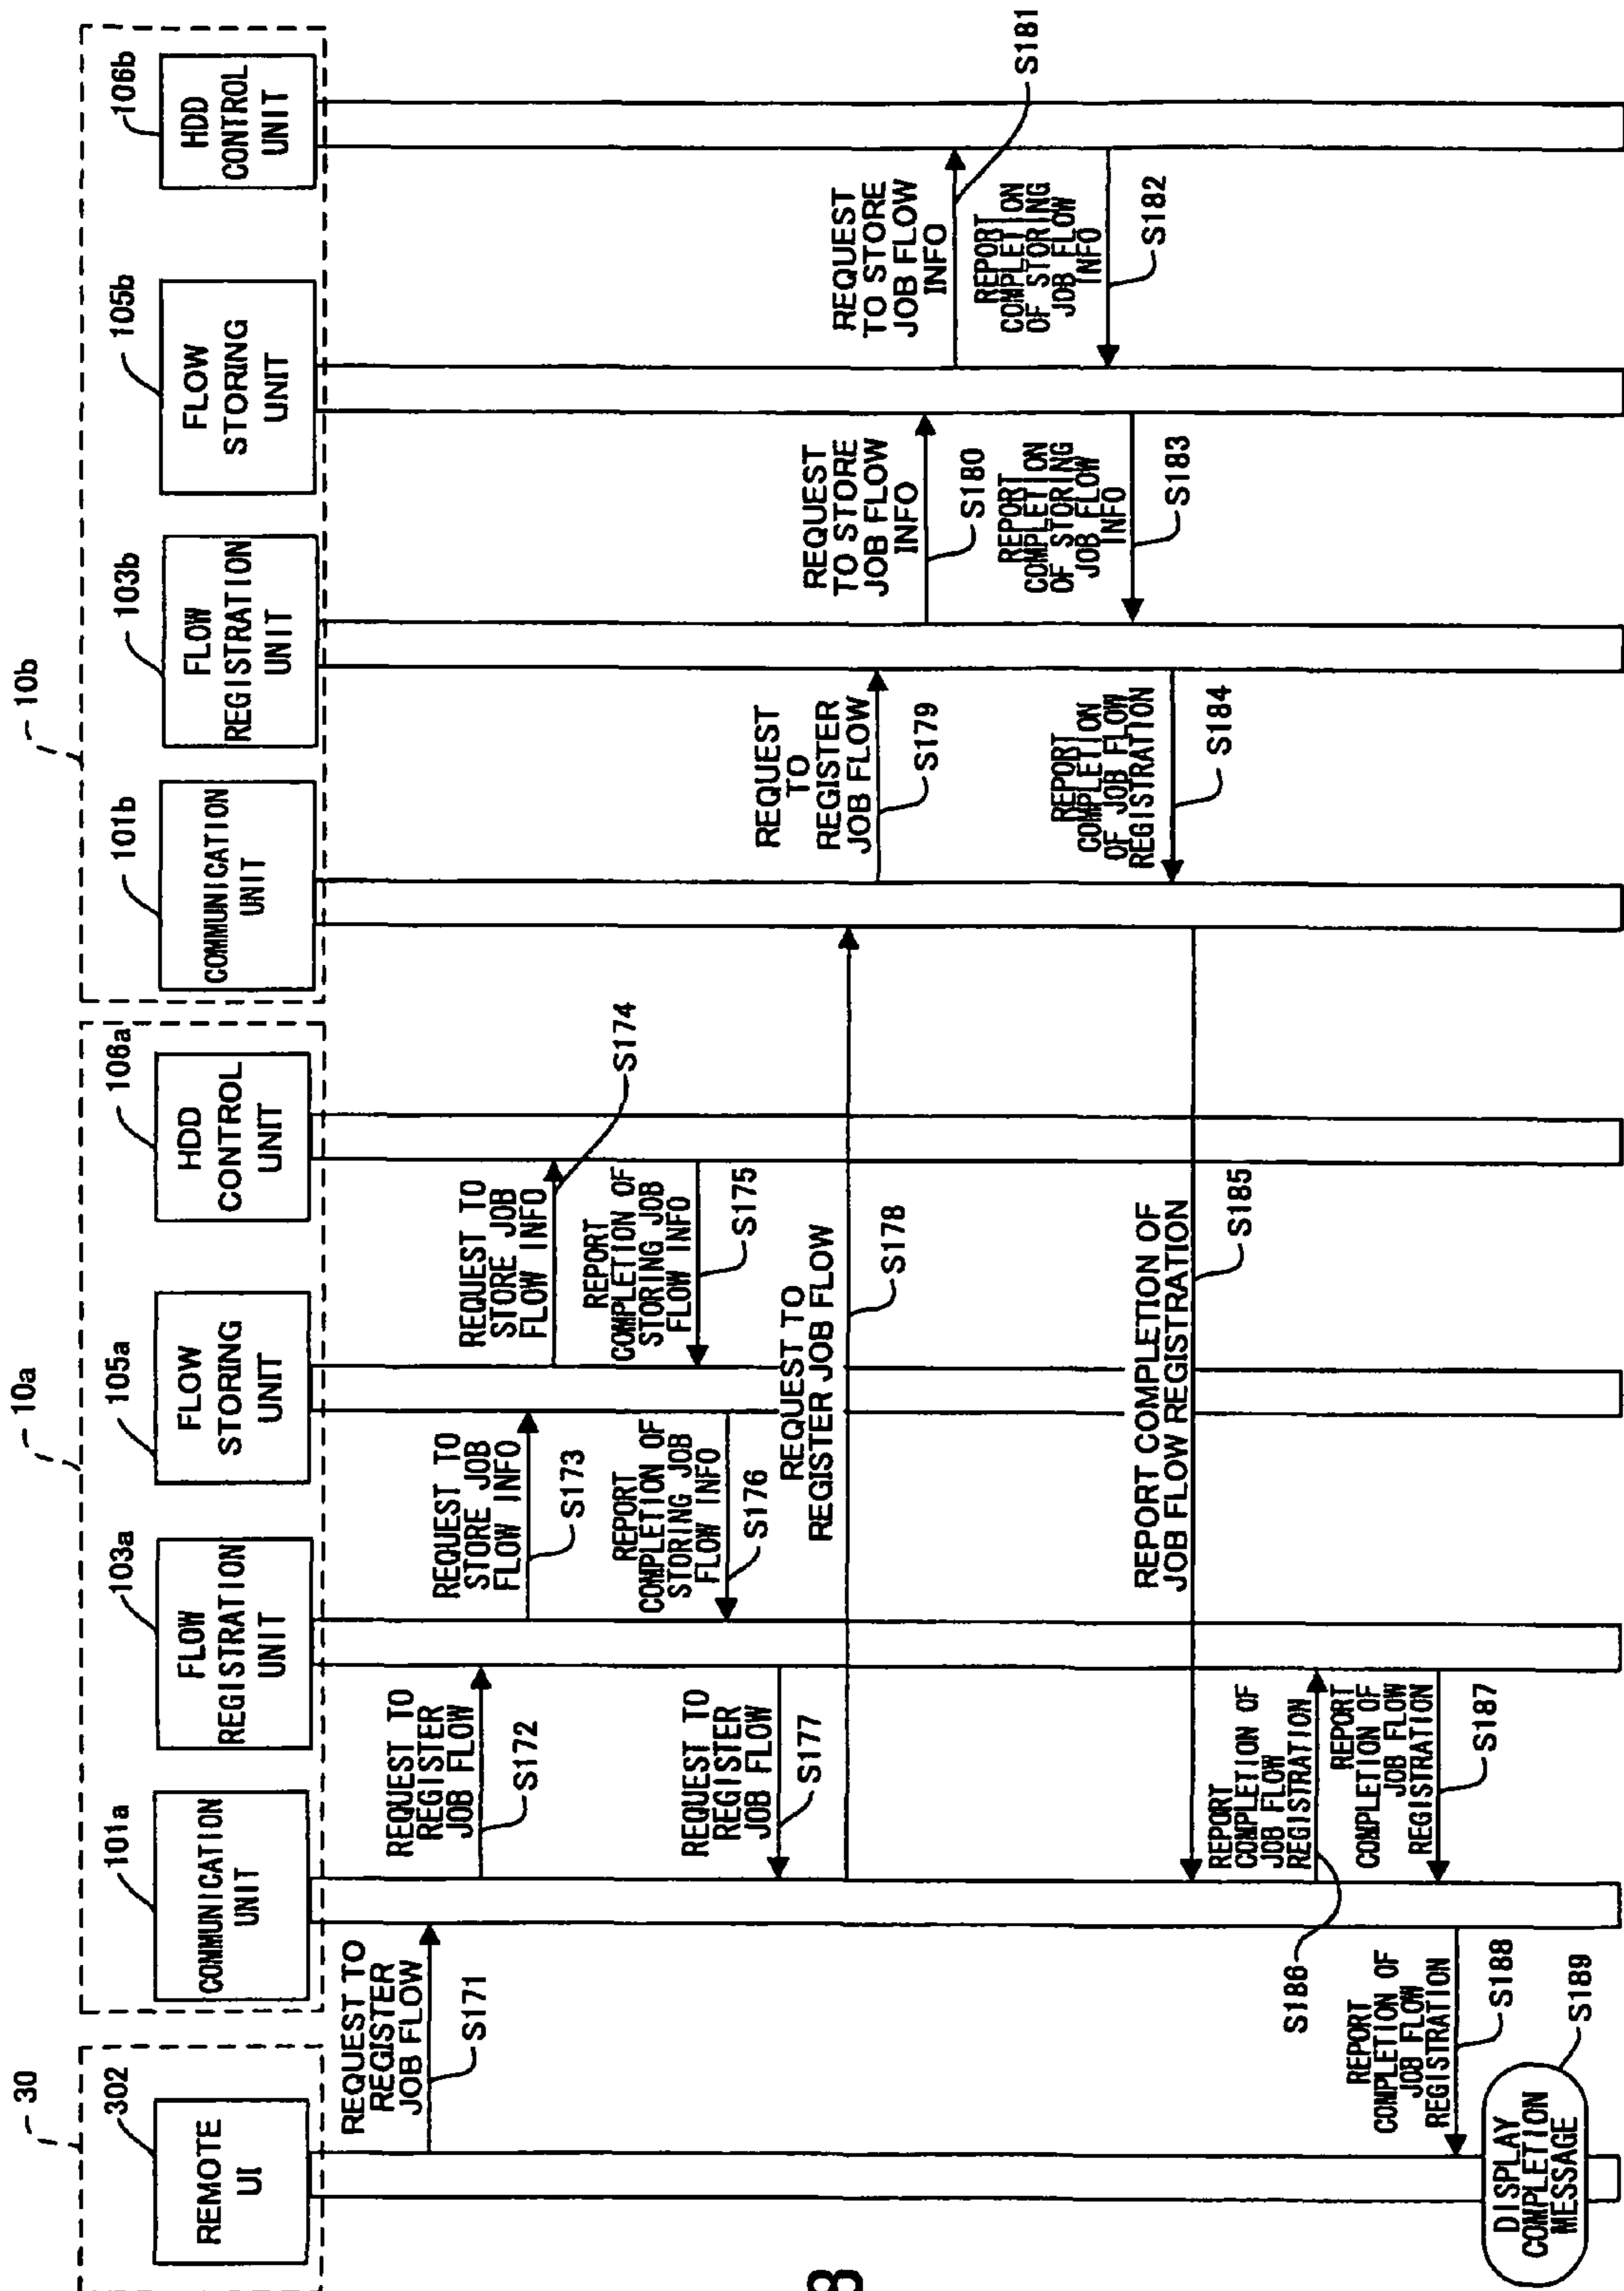 30
302
REMOTE
UI
10a
101a
COMMUNICATION
UNIT
103a
FLOW
REGISTRATION
UNIT
105a
FLOW
STORING
UNIT
106a
HDD
CONTROL
UNIT
10b
101b
COMMUNICATION
UNIT
103b
FLOW
REGISTRATION
UNIT
105b
FLOW
STORING
UNIT
106b
HDD
CONTROL
UNIT
REQUEST TO
REGISTER
JOB FLOW
S171
REQUEST TO
REGISTER
JOB FLOW
S172
REQUEST TO
STORE JOB
FLOW INFO
S173
REQUEST TO
STORE JOB
FLOW INFO
S174
REPORT
COMPLETION OF
STORING JOB
FLOW INFO
S175
REPORT
COMPLETION OF
STORING JOB
FLOW INFO
S176
REQUEST TO
REGISTER
JOB FLOW
S177
REQUEST TO
REGISTER JOB FLOW
S178
REQUEST
TO
REGISTER
JOB FLOW
S179
REQUEST
TO STORE
JOB FLOW
INFO
S180
REQUEST
TO STORE
JOB FLOW
INFO
S181
REPORT
COMPLETION
OF STORING
JOB FLOW
INFO
S182
REPORT
COMPLETION
OF STORING
JOB FLOW
INFO
S183
REPORT
COMPLETION
OF JOB FLOW
REGISTRATION
S184
REPORT COMPLETION OF
JOB FLOW REGISTRATION
S185
REPORT
COMPLETION OF
JOB FLOW
REGISTRATION
S186
REPORT
COMPLETION OF
JOB FLOW
REGISTRATION
S187
REPORT
COMPLETION OF
JOB FLOW
REGISTRATION
S188
DISPLAY
COMPLETION
MESSAGE
S189
8